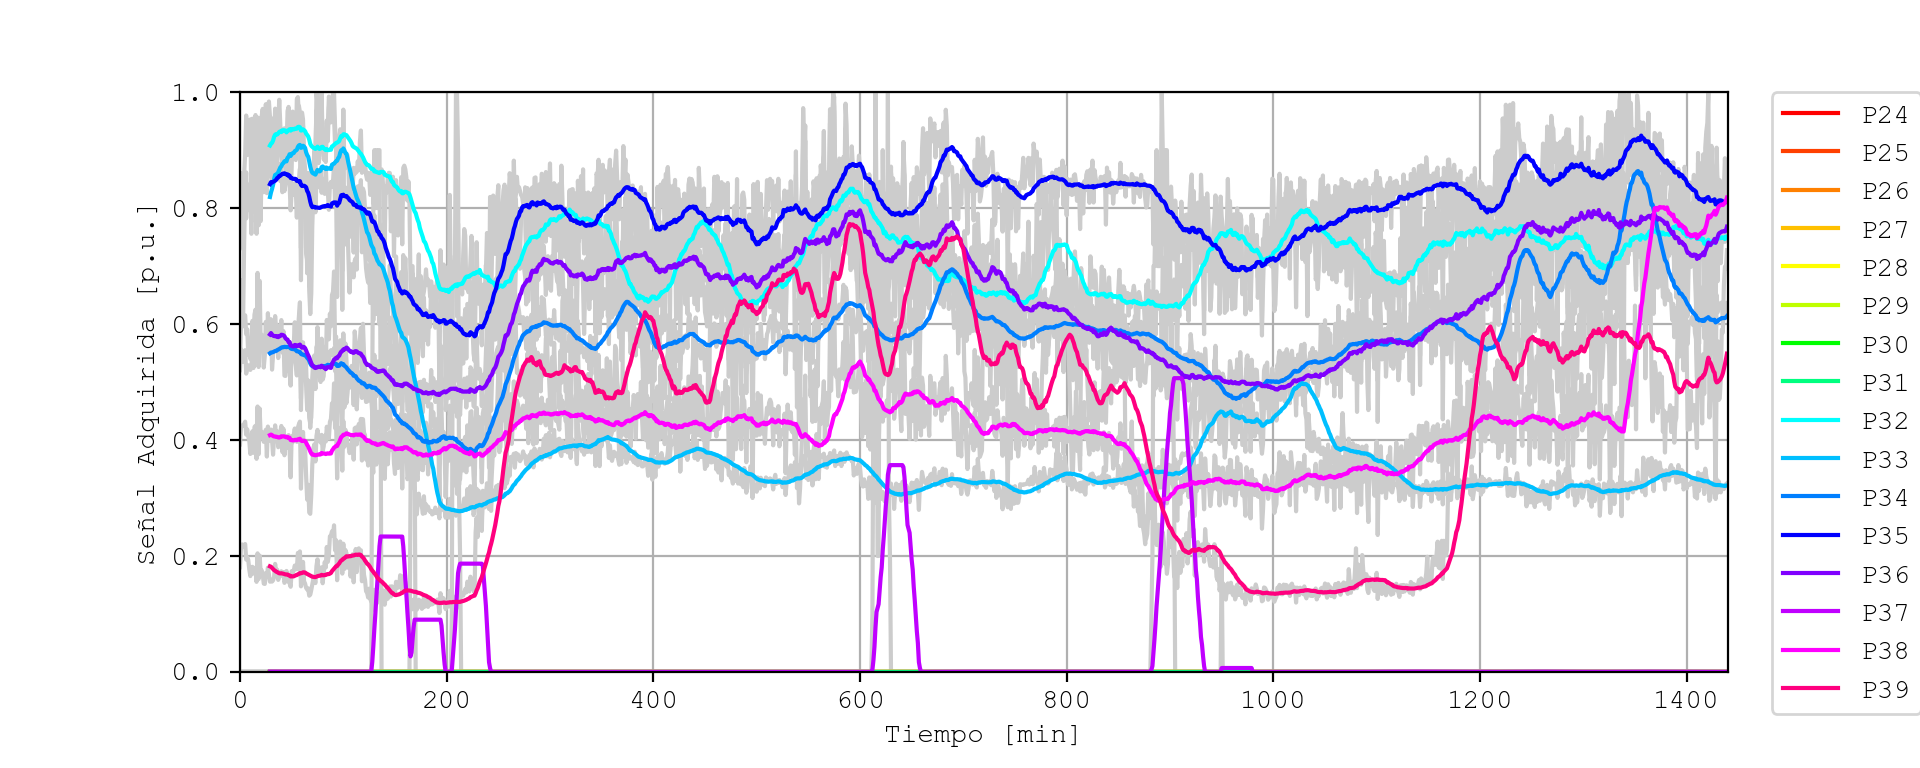 1.0
0.8
0.6
0.4
0.2
0.0
Señal Adquirida [p.u.]
0 200 400 600 800 1000 1200 1400
Tiempo [min]
P24
P25
P26
P27
P28
P29
P30
P31
P32
P33
P34
P35
P36
P37
P38
P39